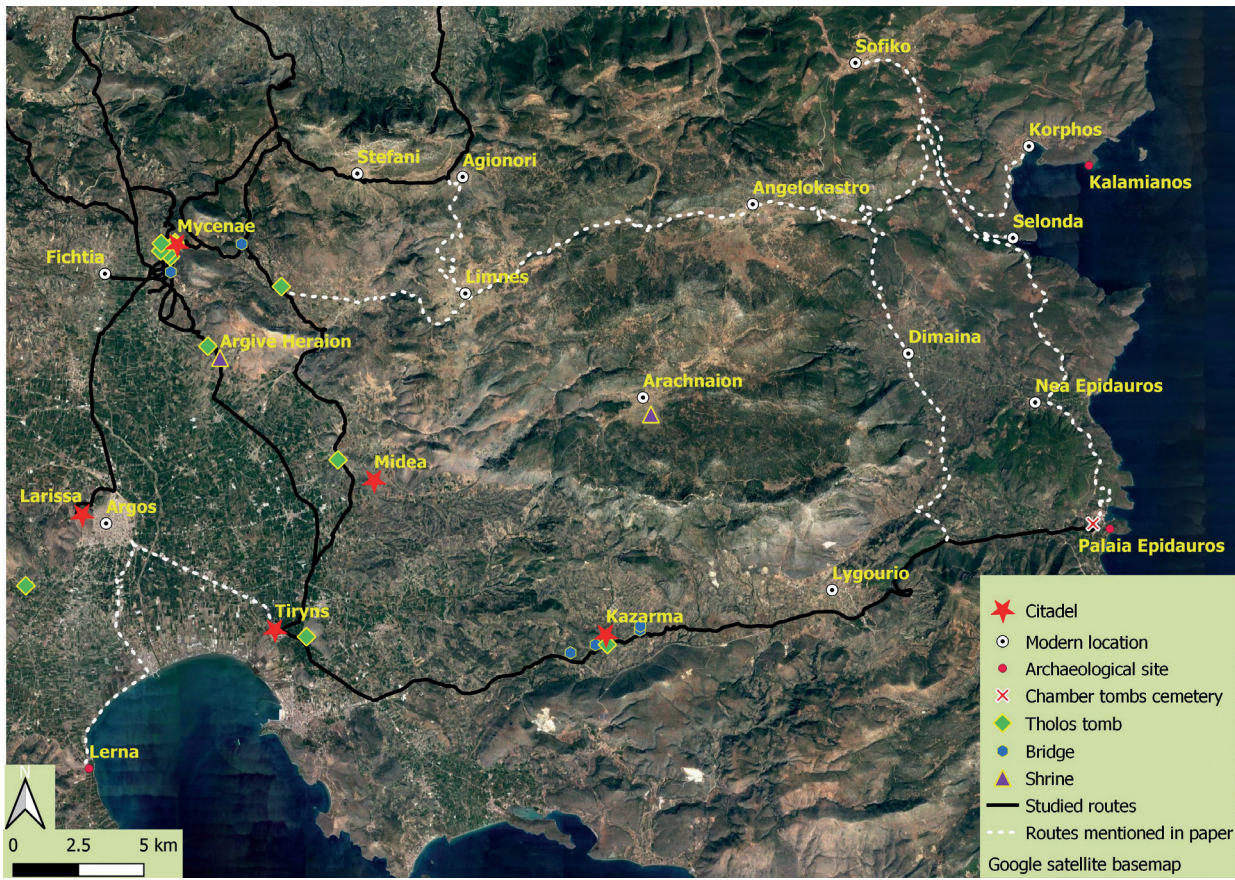 Sofiko
Korphos
Kalamianos
Stefani
Agionori
Angelokastro
Mycenae
Selonda
Fichtia
Limnes
Argive Heraion
Dimaina
Arachnaion
Nea Epidauros
Midea
Larissa
Argos
Palaia Epidauros
Lygourio
Tiryns
Kazarma
Lerna
Citadel
Modern location
Archaeological site
Chamber tombs cemetery
Tholos tomb
Bridge
Shrine
Studied routes
Routes mentioned in paper
Google satellite basemap
N
0 2.5 5 km